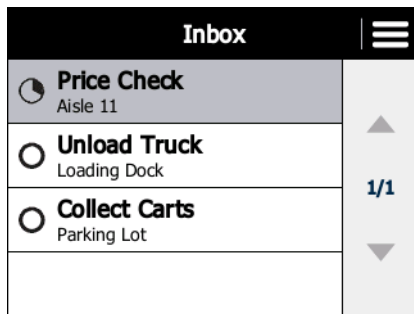 Inbox
Price Check
Aisle 11
Unload Truck
Loading Dock
1/1
Collect Carts
Parking Lot